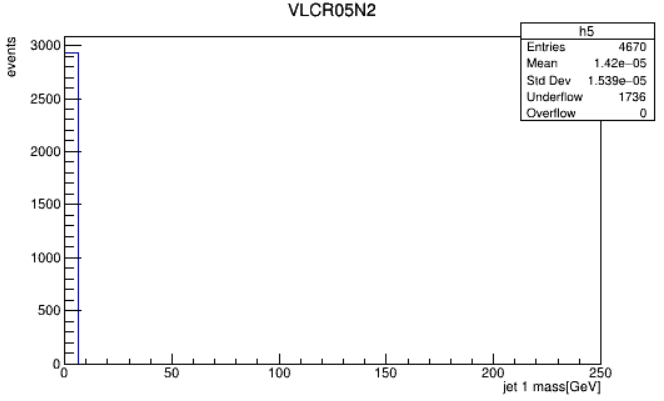 VLCR05N2
events
h5
Entries 4670
Mean 1.42e−05
Std Dev 1.539e−05
Underflow 1736
Overflow 0
3000
2500
2000
1500
1000
500
0
0 50 100 150 200 250
jet 1 mass[GeV]